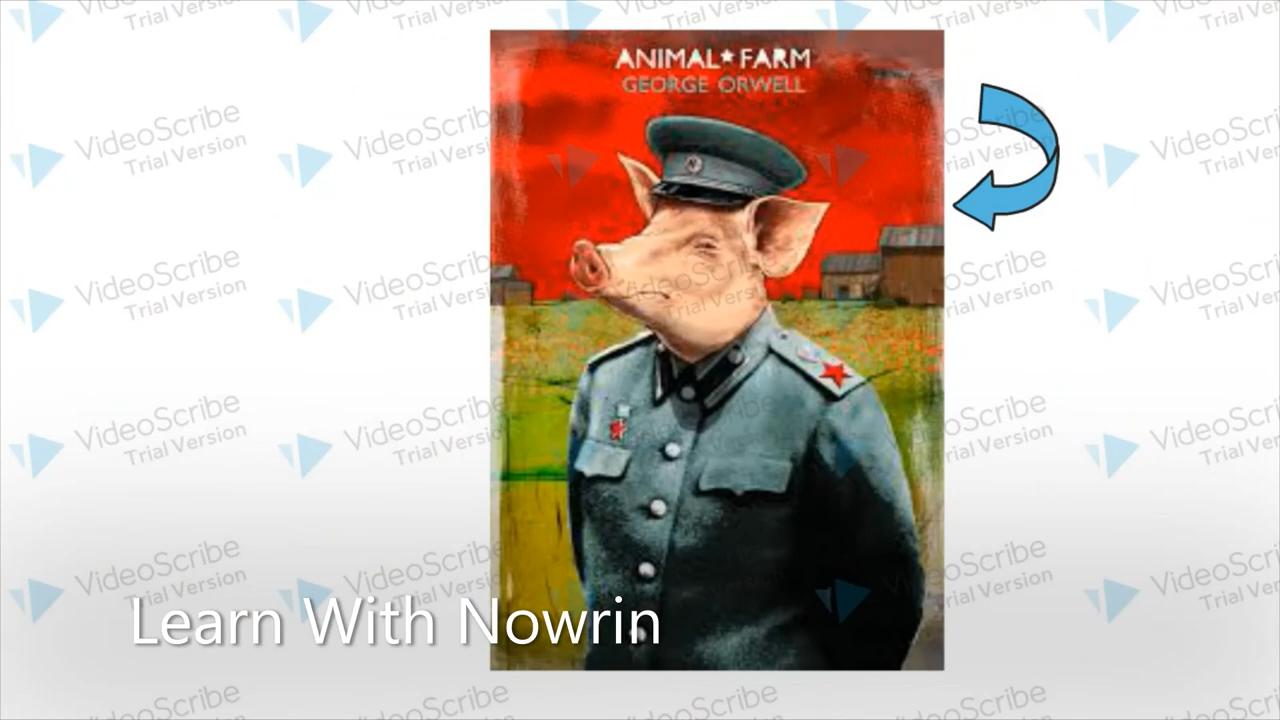 ANIMAL★FARM
GEORGE ORWELL
Learn With Nowrin
VideoScribe
Trial Version